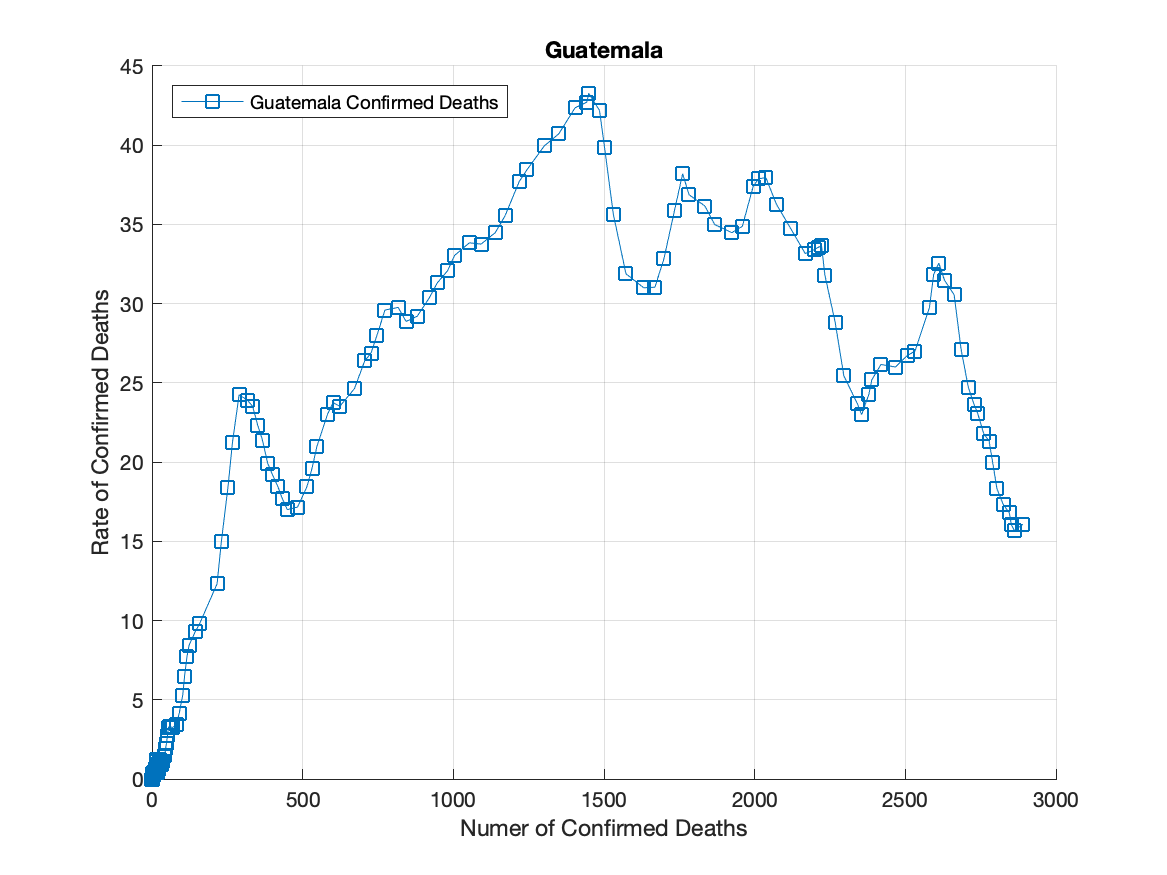 Guatemala
45
Guatemala Confirmed Deaths
40
35
30
25
20
15
10
5
0
Rate of Confirmed Deaths
0 500 1000 1500 2000 2500 3000
Numer of Confirmed Deaths